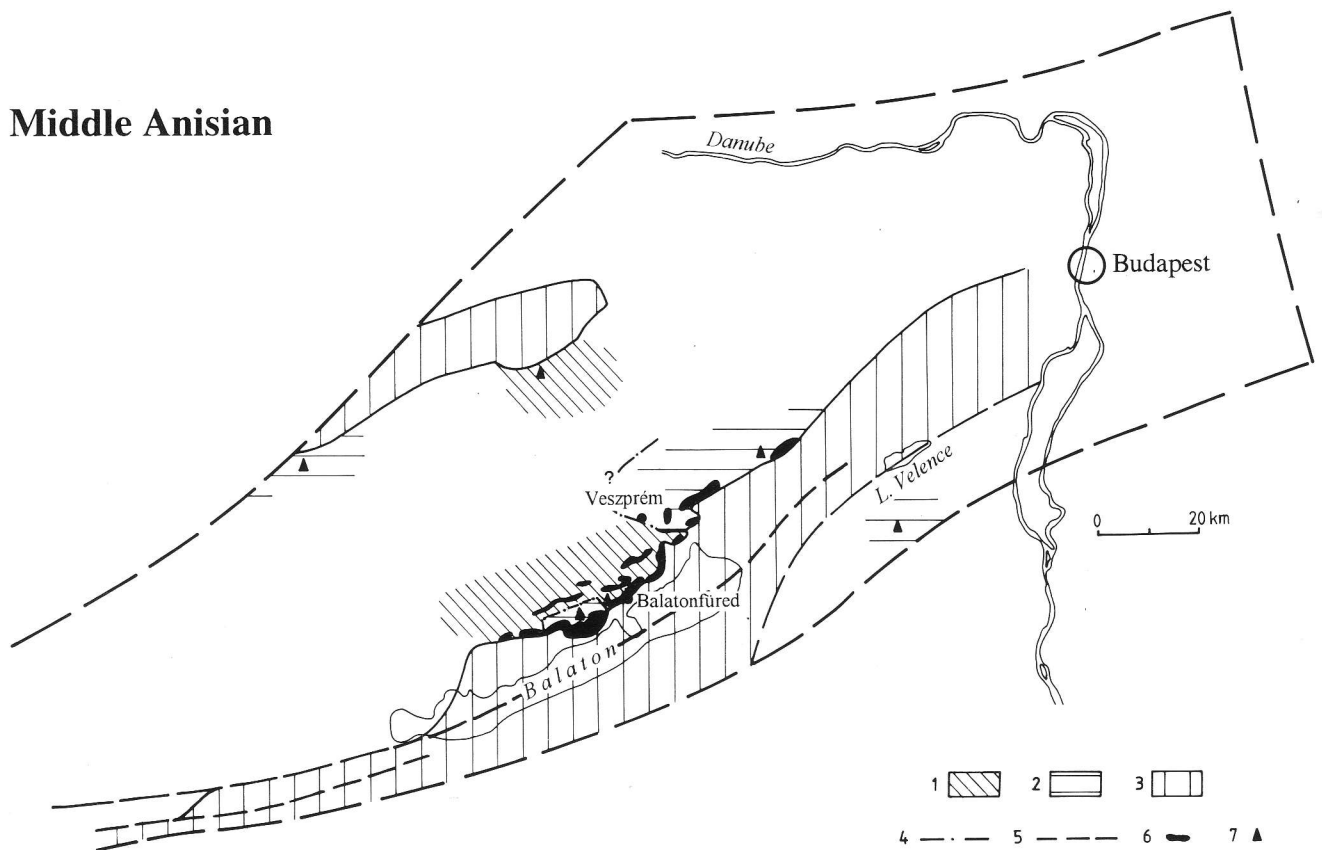 Middle Anisian
Danube
Budapest
?
Veszprém
L. Velence
0 20 km
Balatonfüred
Balaton
1 2 3
4 5 6 7